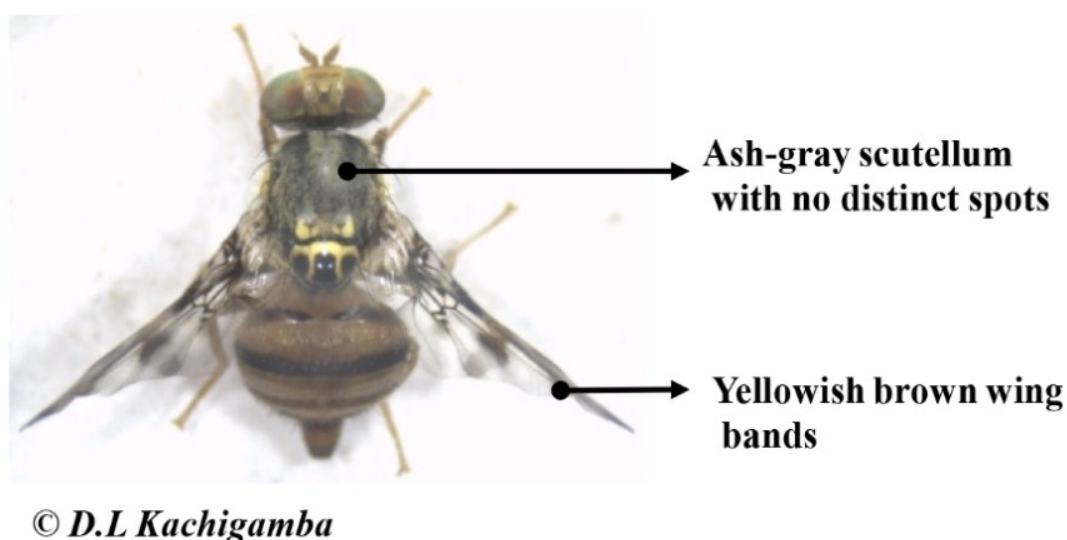 Ash-gray scutellum
with no distinct spots
Yellowish brown wing
bands
© D.L Kachigamba